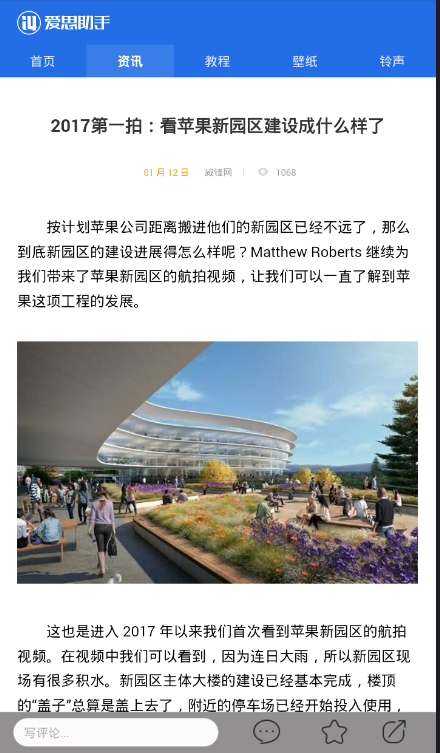 爱思助手
首页 资讯 教程 壁纸 铃声
2017第一拍：看苹果新园区建设成什么样了
01 月 12 日 威锋网 1068
按计划苹果公司距离搬进他们的新园区已经不远了，那么
到底新园区的建设进展得怎么样呢？Matthew Roberts 继续为
我们带来了苹果新园区的航拍视频，让我们可以一直了解到苹
果这项工程的发展。
这也是进入 2017 年以来我们首次看到苹果新园区的航拍
视频。在视频中我们可以看到，因为连日大雨，所以新园区现
场有很多积水。新园区主体大楼的建设已经基本完成，楼顶
的“盖子”总算是盖上去了，附近的停车场已经开始投入使用，
写评论...